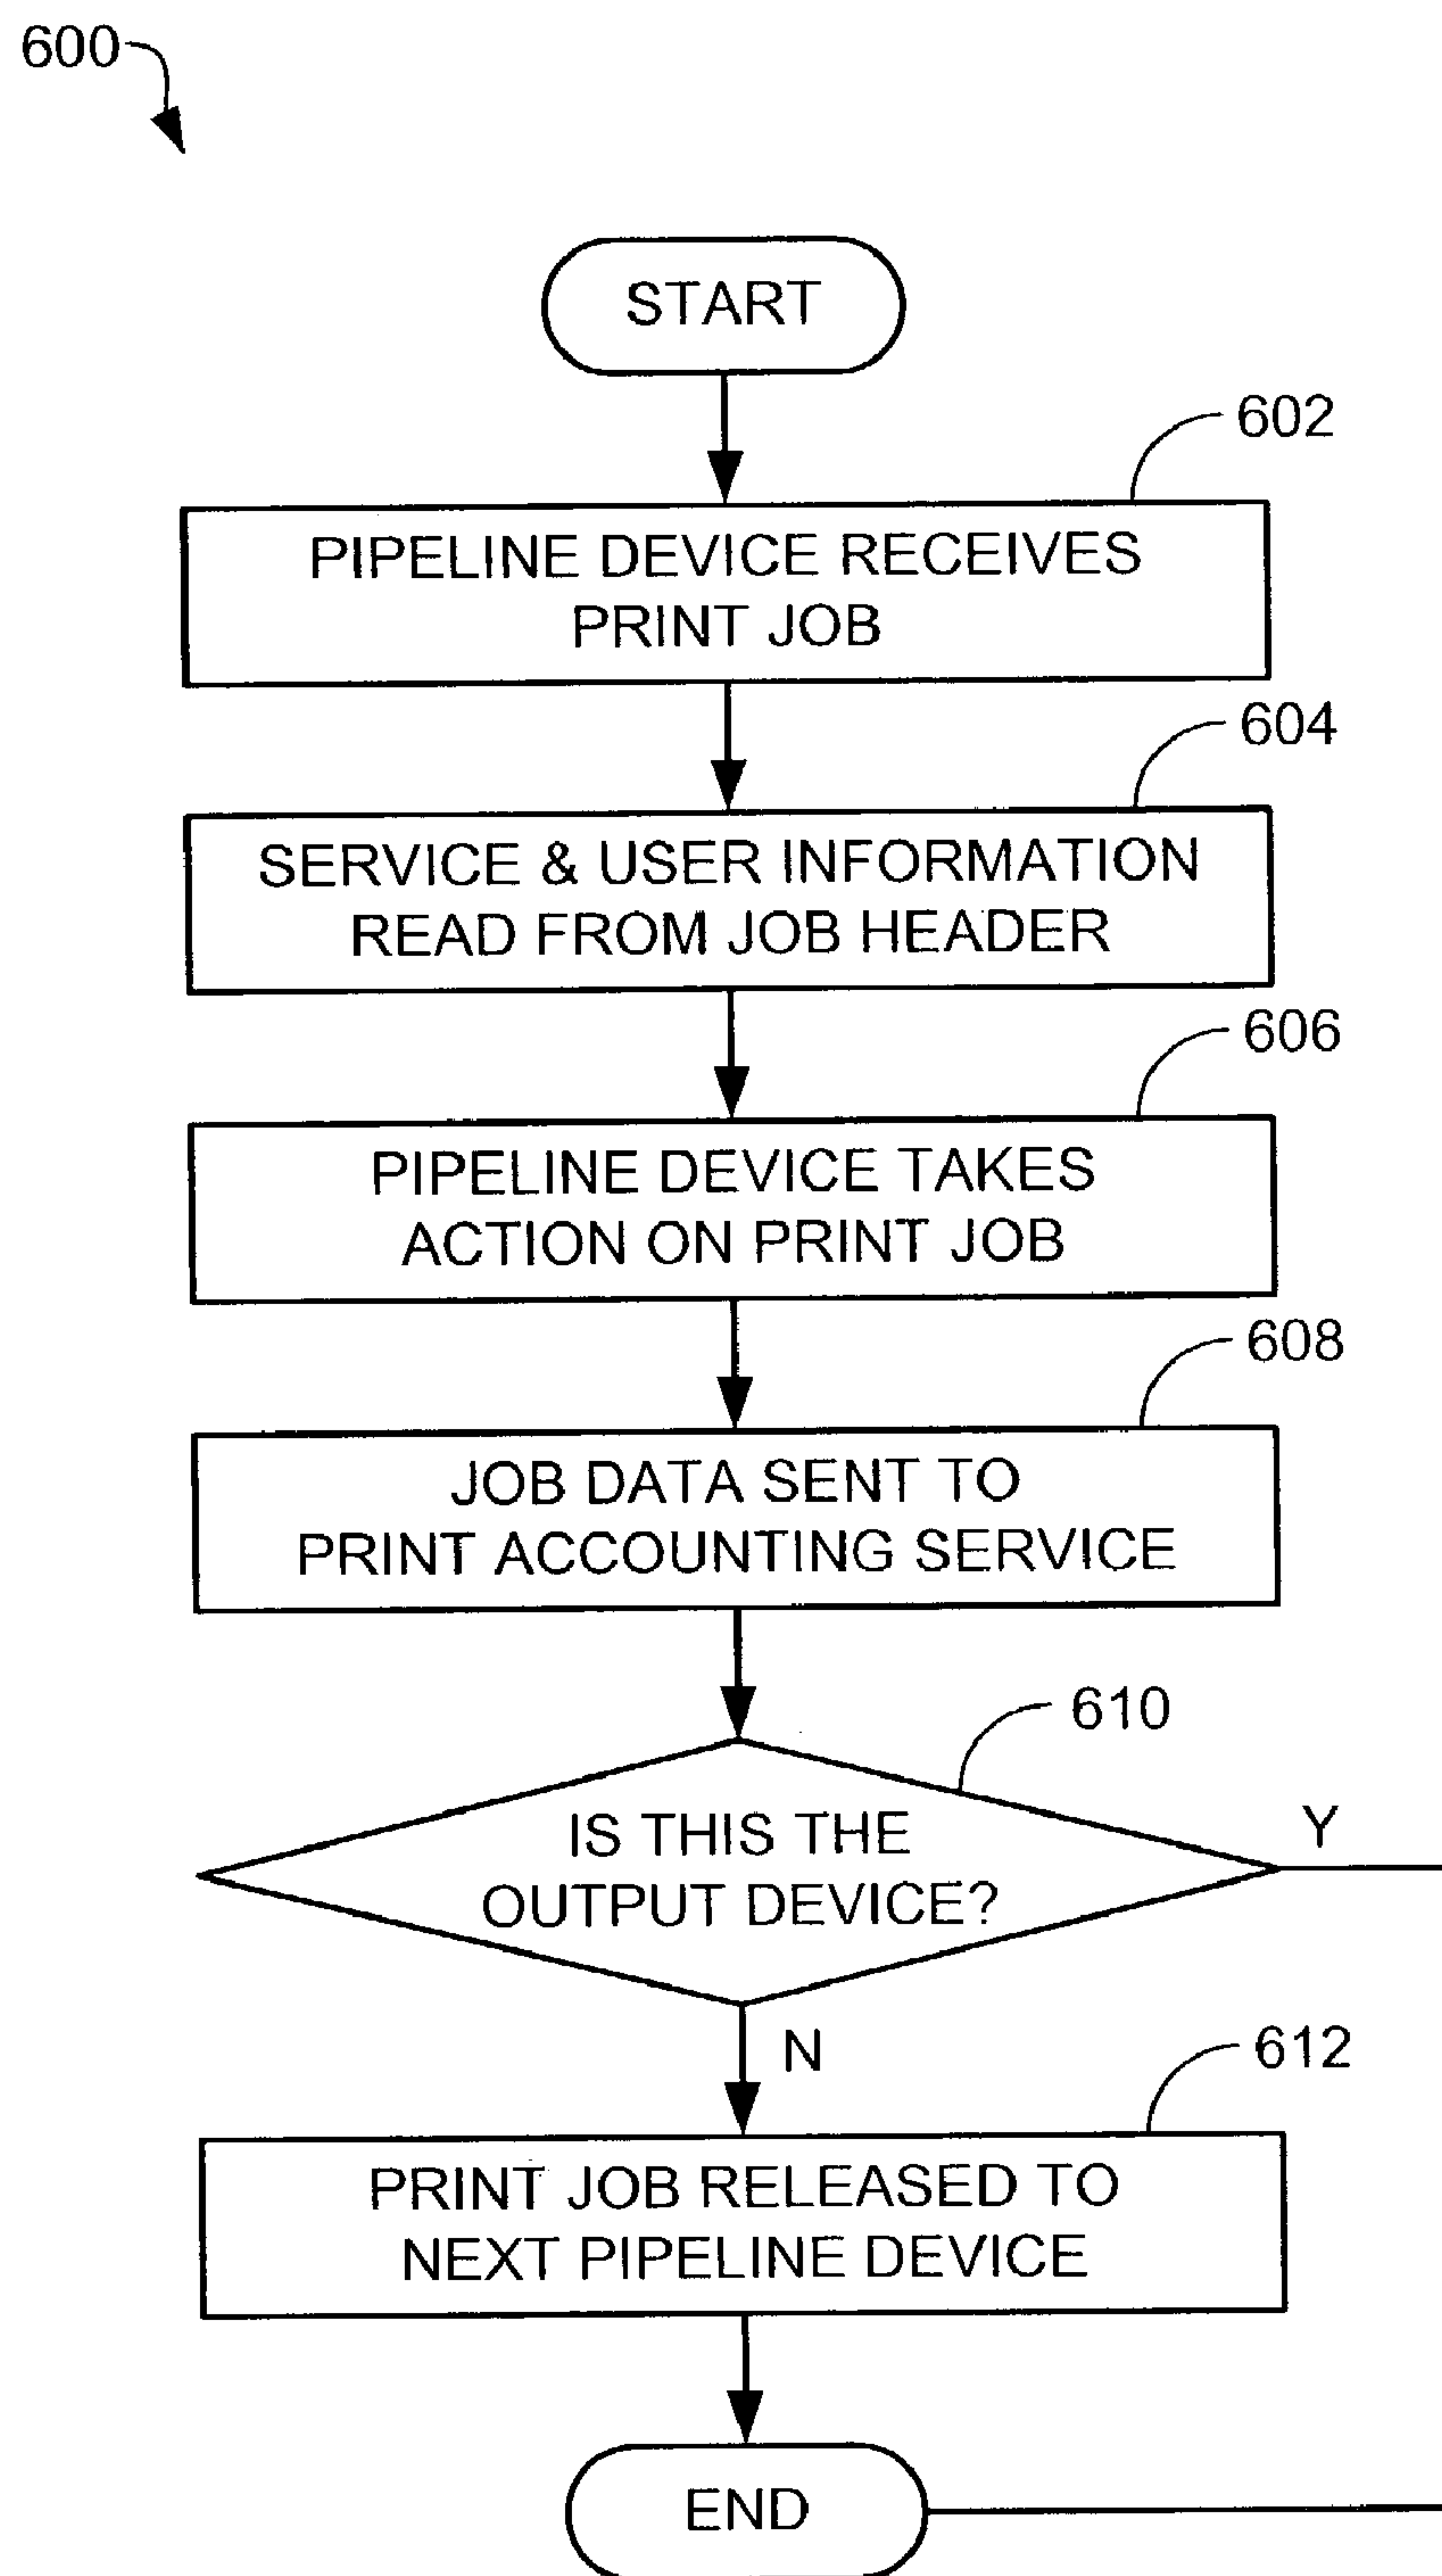 600
START
602
PIPELINE DEVICE RECEIVES
PRINT JOB
604
SERVICE & USER INFORMATION
READ FROM JOB HEADER
606
PIPELINE DEVICE TAKES
ACTION ON PRINT JOB
608
JOB DATA SENT TO
PRINT ACCOUNTING SERVICE
610
IS THIS THE
OUTPUT DEVICE?
Y
N
612
PRINT JOB RELEASED TO
NEXT PIPELINE DEVICE
END